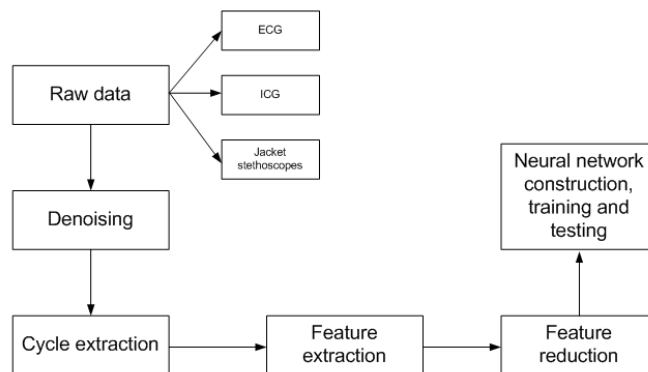 ECG
Raw data
ICG
Jacket
stethoscopes
Denoising
Neural network
construction,
training and
testing
Cycle extraction
Feature
extraction
Feature
reduction